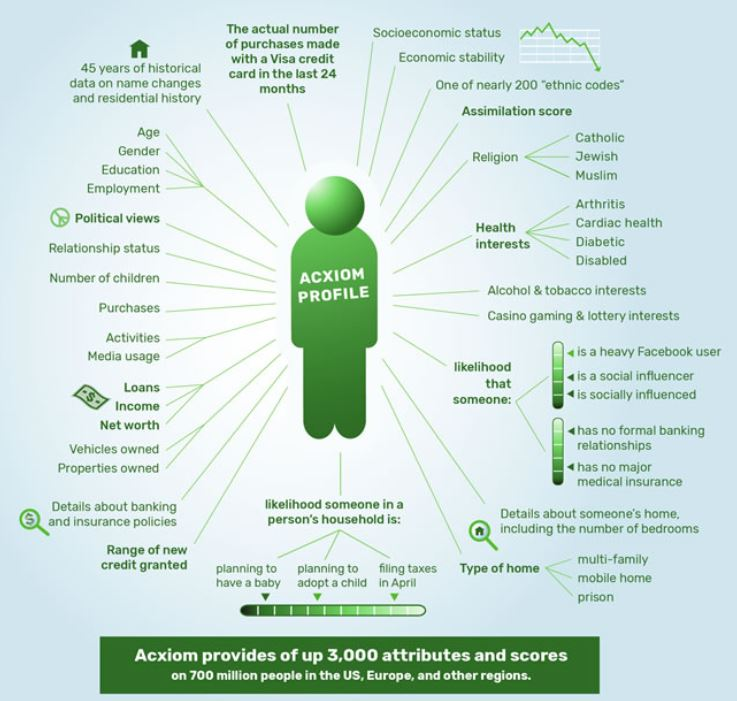 The actual number
of purchases made
with a Visa credit
card in the last 24
months
45 years of historical
data on name changes
and residential history
Age
Gender
Education
Employment
Political views
Relationship status
Number of children
Purchases
Activities
Media usage
Loans
Income
Net worth
Vehicles owned
Properties owned
Details about banking
and insurance policies
Range of new
credit granted
ACXIOM
PROFILE
Socioeconomic status
Economic stability
One of nearly 200 "ethnic codes"
Assimilation score
Religion
Catholic
Jewish
Muslim
Health
interests
Arthritis
Cardiac health
Diabetic
Disabled
Alcohol & tobacco interests
Casino gaming & lottery interests
likelihood
that
someone:
is a heavy Facebook user
is a social influencer
is socially influenced
has no formal banking
relationships
has no major
medical insurance
Details about someone's home,
including the number of bedrooms
Type of home
multi-family
mobile home
prison
likelihood someone in a
person's household is:
planning to
have a baby
planning to
adopt a child
filing taxes
in April
Acxiom provides of up 3,000 attributes and scores
on 700 million people in the US, Europe, and other regions.